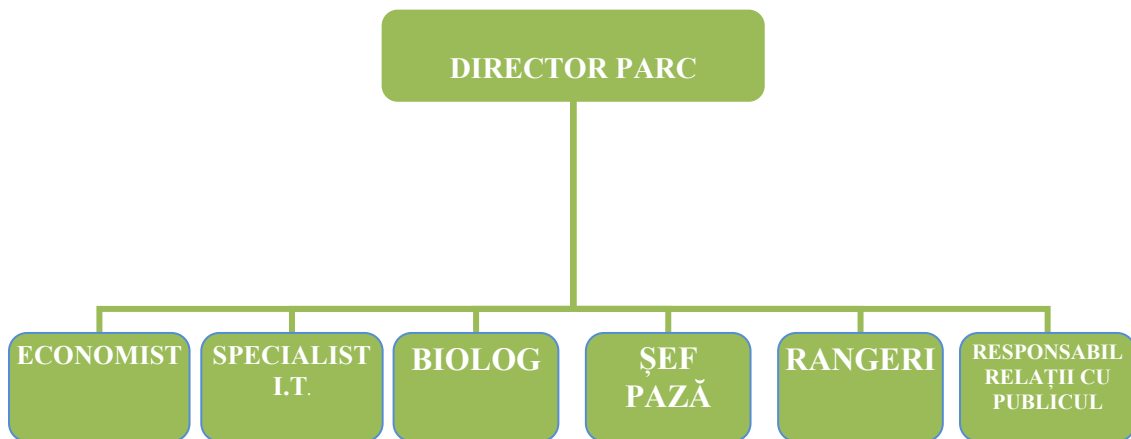 DIRECTOR PARC
ECONOMIST
SPECIALIST
I.T.
BIOLOG
ȘEF
PAZĂ
RANGERI
RESPONSABIL
RELAȚII CU
PUBLICUL